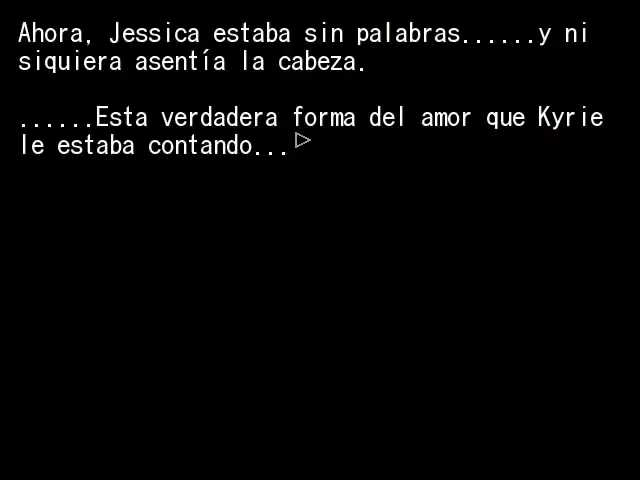 Ahora, Jessica estaba sin palabras......y ni
siquiera asentía la cabeza.
......Esta verdadera forma del amor que Kyrie
le estaba contando...